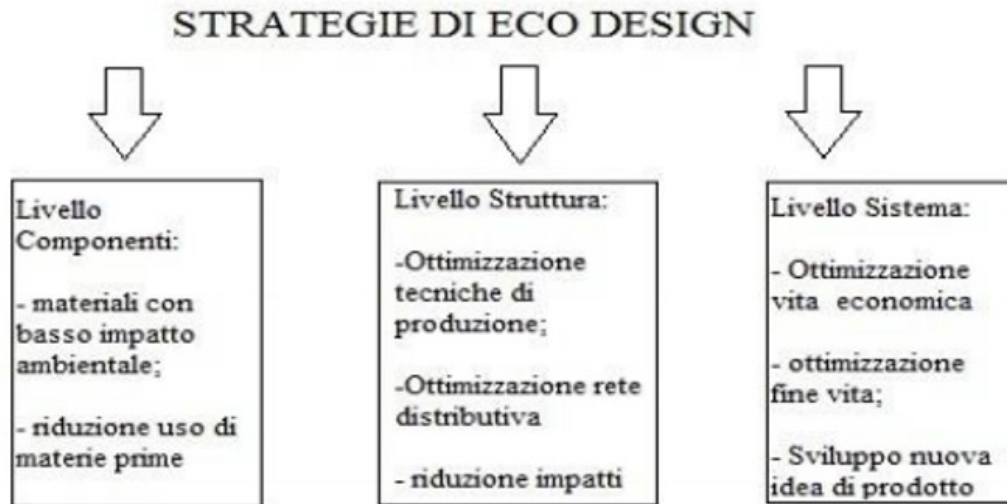 STRATEGIE DI ECO DESIGN
Livello
Componenti:
- materiali con
basso impatto
ambientale;
- riduzione uso di
materie prime
Livello Struttura:
-Ottimizzazione
tecniche di
produzione;
-Ottimizzazione rete
distributiva
- riduzione impatti
Livello Sistema:
- Ottimizzazione
vita economica
- ottimizzazione
fine vita;
- Sviluppo nuova
idea di prodotto